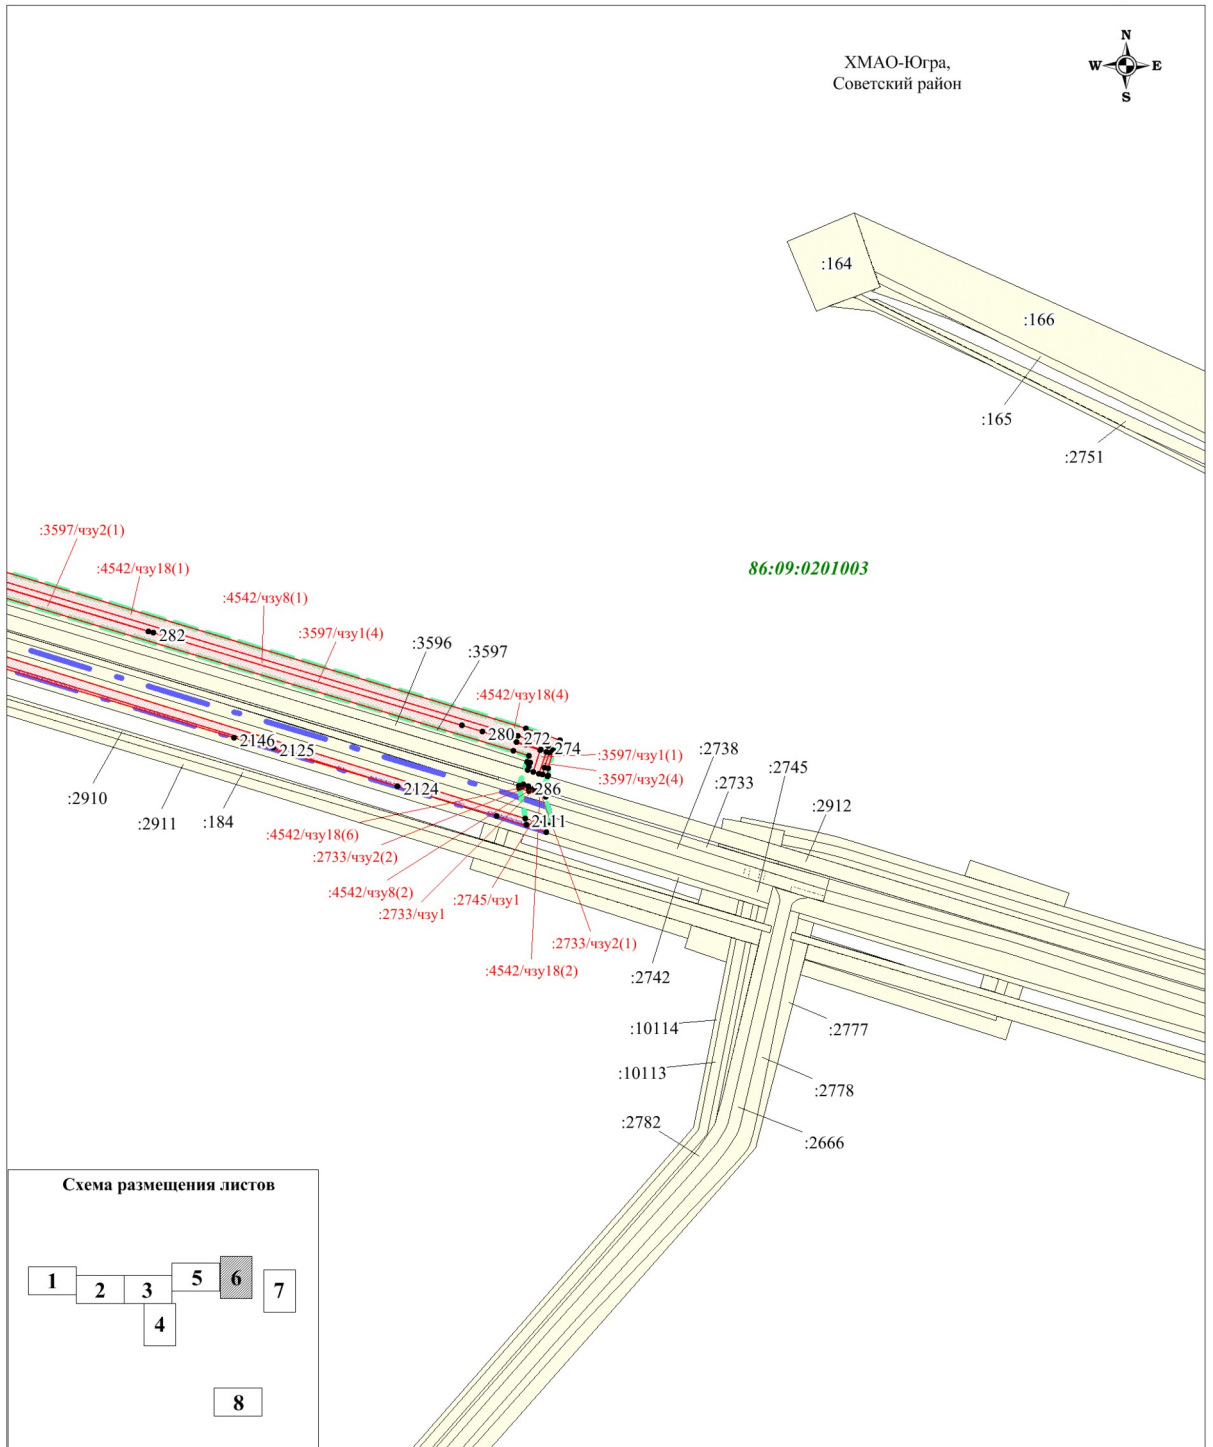 ХМАО-Югра,
Советский район
N
W E
S
:164
:166
:165
:2751
:3597/чзу2(1)
:4542/чзу18(1)
86:09:0201003
:4542/чзу8(1)
:3597/чзу1(4)
282
:3596
:3597
:4542/чзу18(4)
280
272
274
2146
2125
:3597/чзу1(1)
:2738
:2733
:2745
:3597/чзу2(4)
2124
286
:2910
:2911
:184
:2912
2111
:4542/чзу18(6)
:2733/чзу2(2)
:4542/чзу8(2)
:2745/чзу1
:2733/чзу1
:2733/чзу2(1)
:4542/чзу18(2)
:2742
:10114
:2777
:10113
:2778
:2782
:2666
Схема размещения листов
1
2
3
4
5
6
7
8